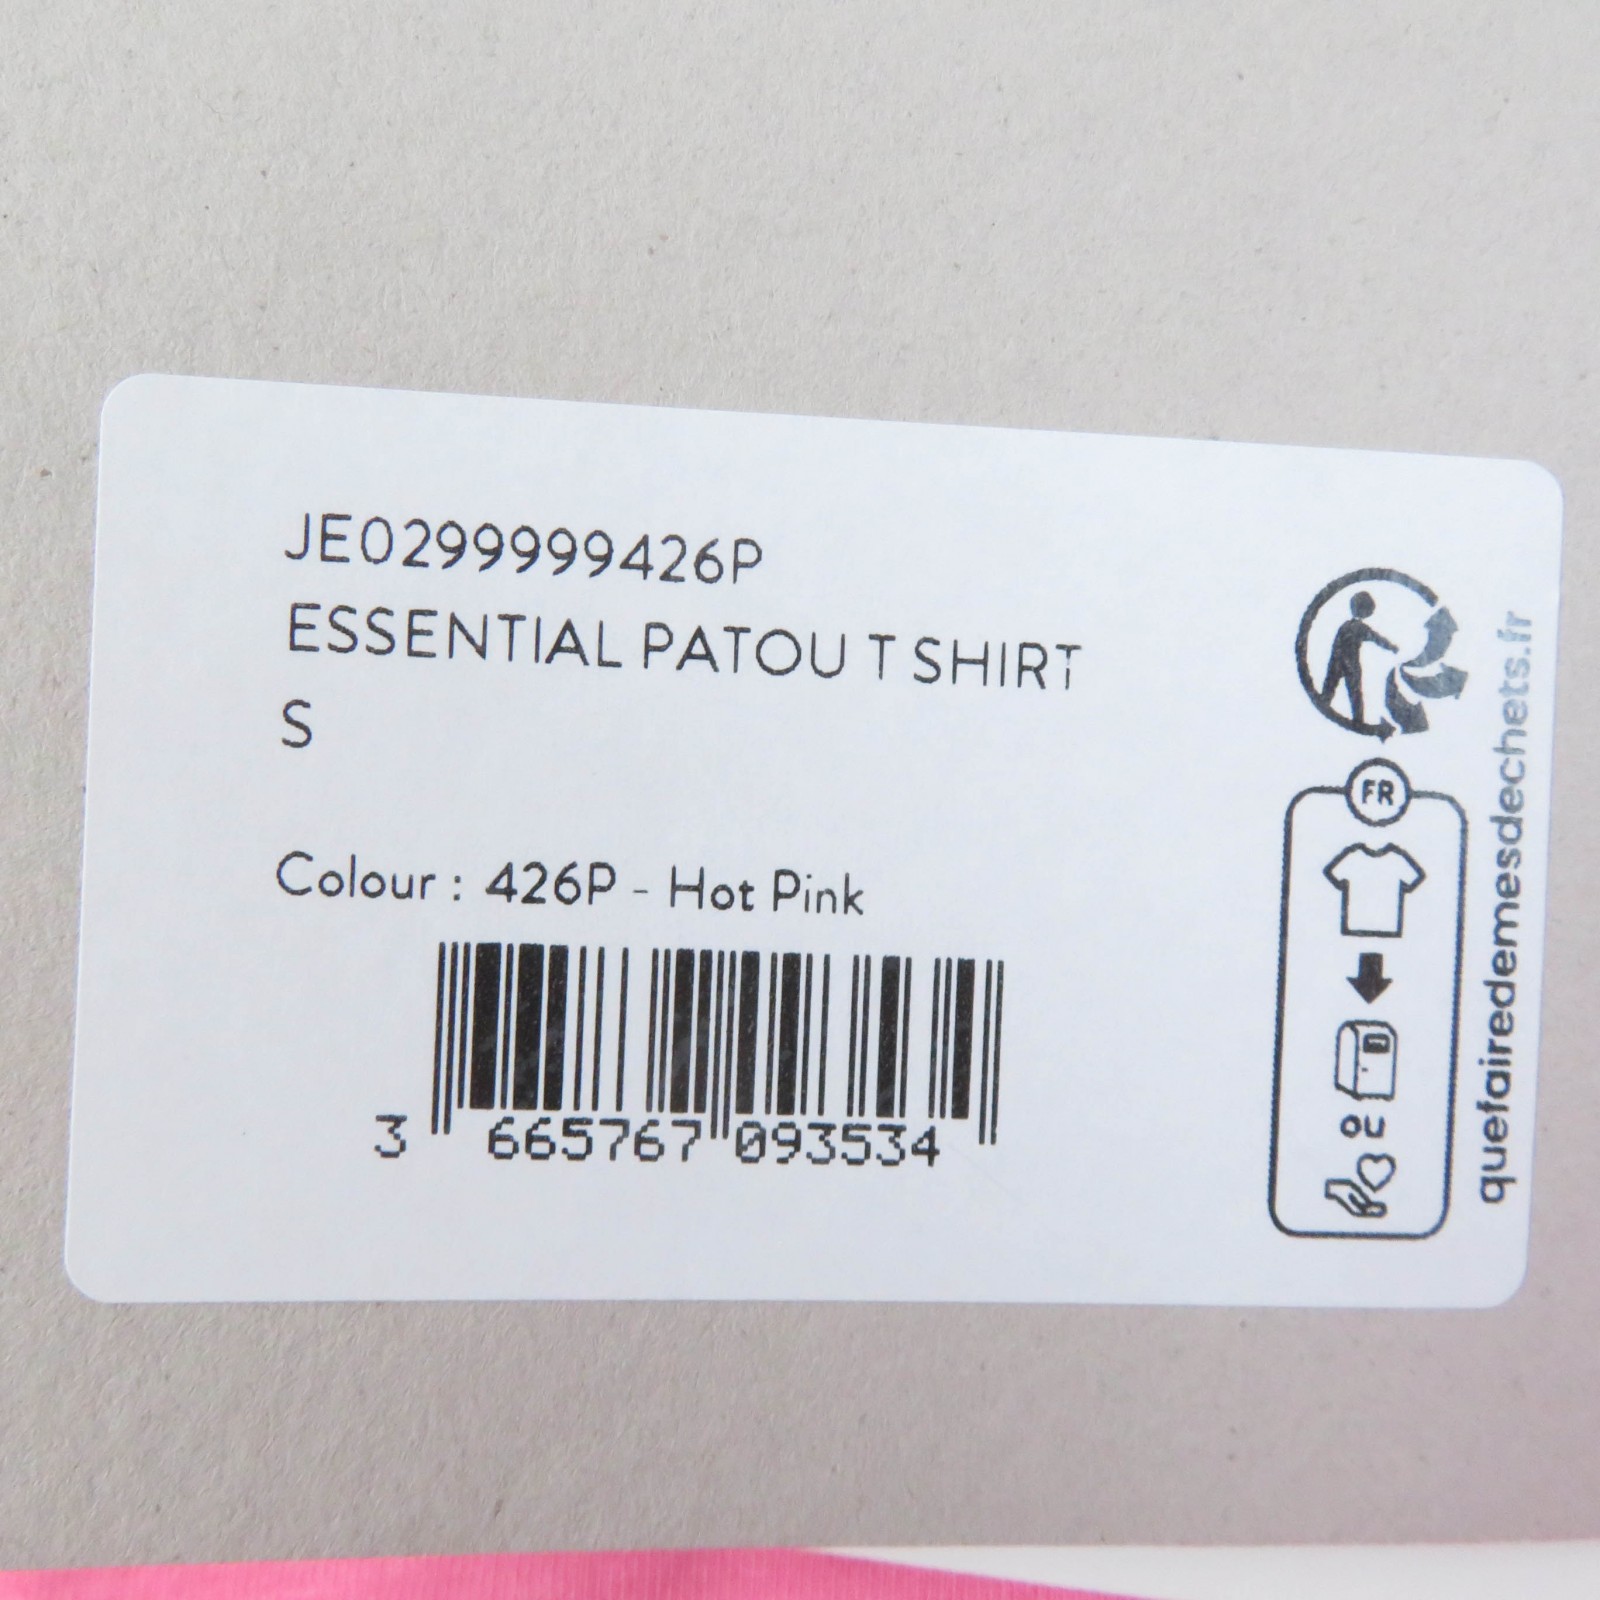 JE0299999426P
ESSENTIAL PATOU T SHIRT
S
Colour : 426P - Hot Pink
3 665767 093534
FR
OU
quefairedemesdechets.fr